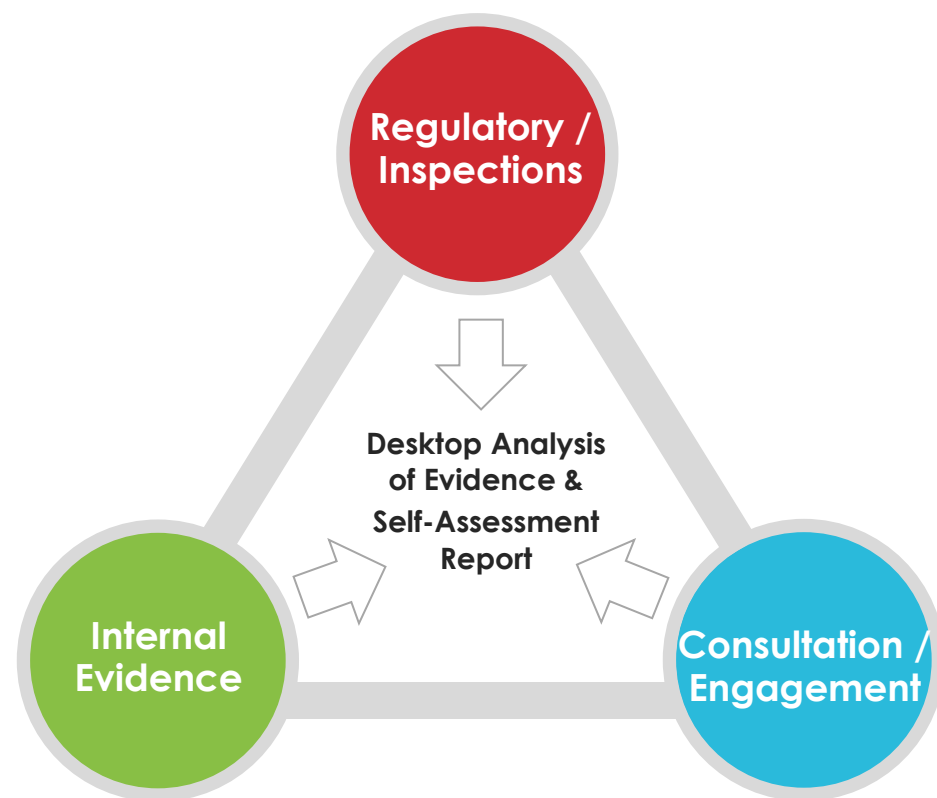 Regulatory /
Inspections
Desktop Analysis
of Evidence &
Self-Assessment
Report
Internal
Evidence
Consultation /
Engagement